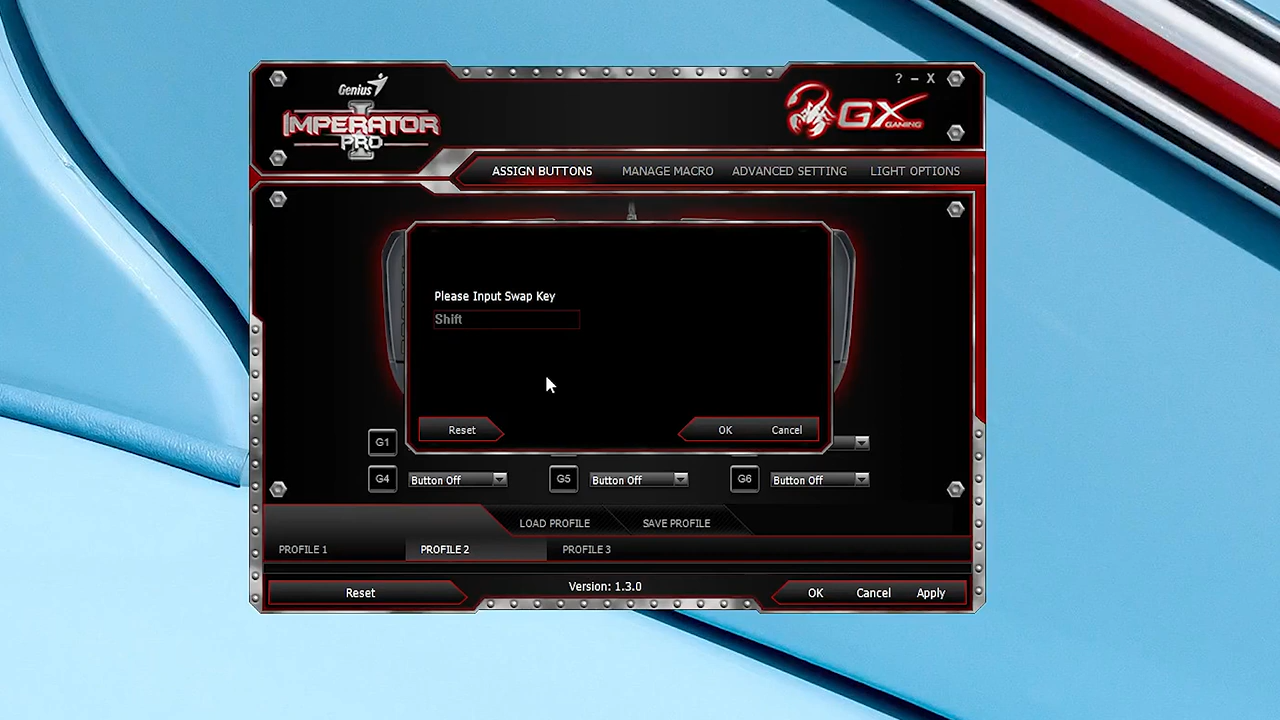 Genius
IMPERATOR
PRO
GX
GAMING
? – X
ASSIGN BUTTONS MANAGE MACRO ADVANCED SETTING LIGHT OPTIONS
Please Input Swap Key
Shift
Reset OK Cancel
G1
G4 Button Off G5 Button Off G6 Button Off
LOAD PROFILE SAVE PROFILE
PROFILE 1 PROFILE 2 PROFILE 3
Version: 1.3.0
Reset OK Cancel Apply